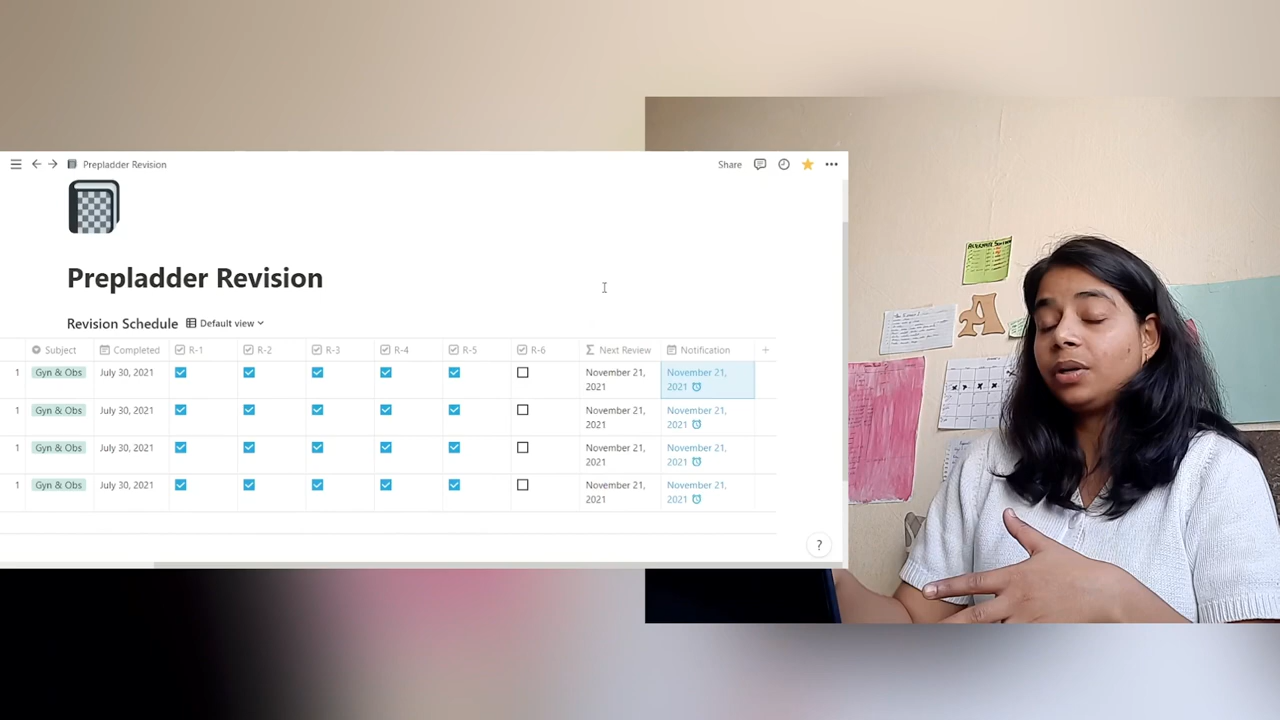 Prepladder Revision
Share
Prepladder Revision
Revision Schedule Default view
Subject Completed R-1 R-2 R-3 R-4 R-5 R-6 Next Review Notification
1 Gyn & Obs July 30, 2021 November 21, 2021 November 21, 2021
1 Gyn & Obs July 30, 2021 November 21, 2021 November 21, 2021
1 Gyn & Obs July 30, 2021 November 21, 2021 November 21, 2021
1 Gyn & Obs July 30, 2021 November 21, 2021 November 21, 2021
?
A